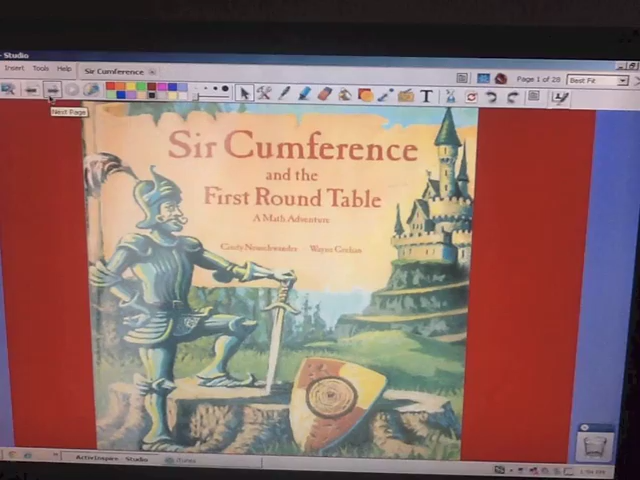 - Studio
Insert Tools Help
Sir Cumference
Page 1 of 28
Best Fit
T
Next Page
Sir Cumference
and the
First Round Table
A Math Adventure
Cindy Neuschwander Wayne Geehan
ActivInspire - Studio
iTunes